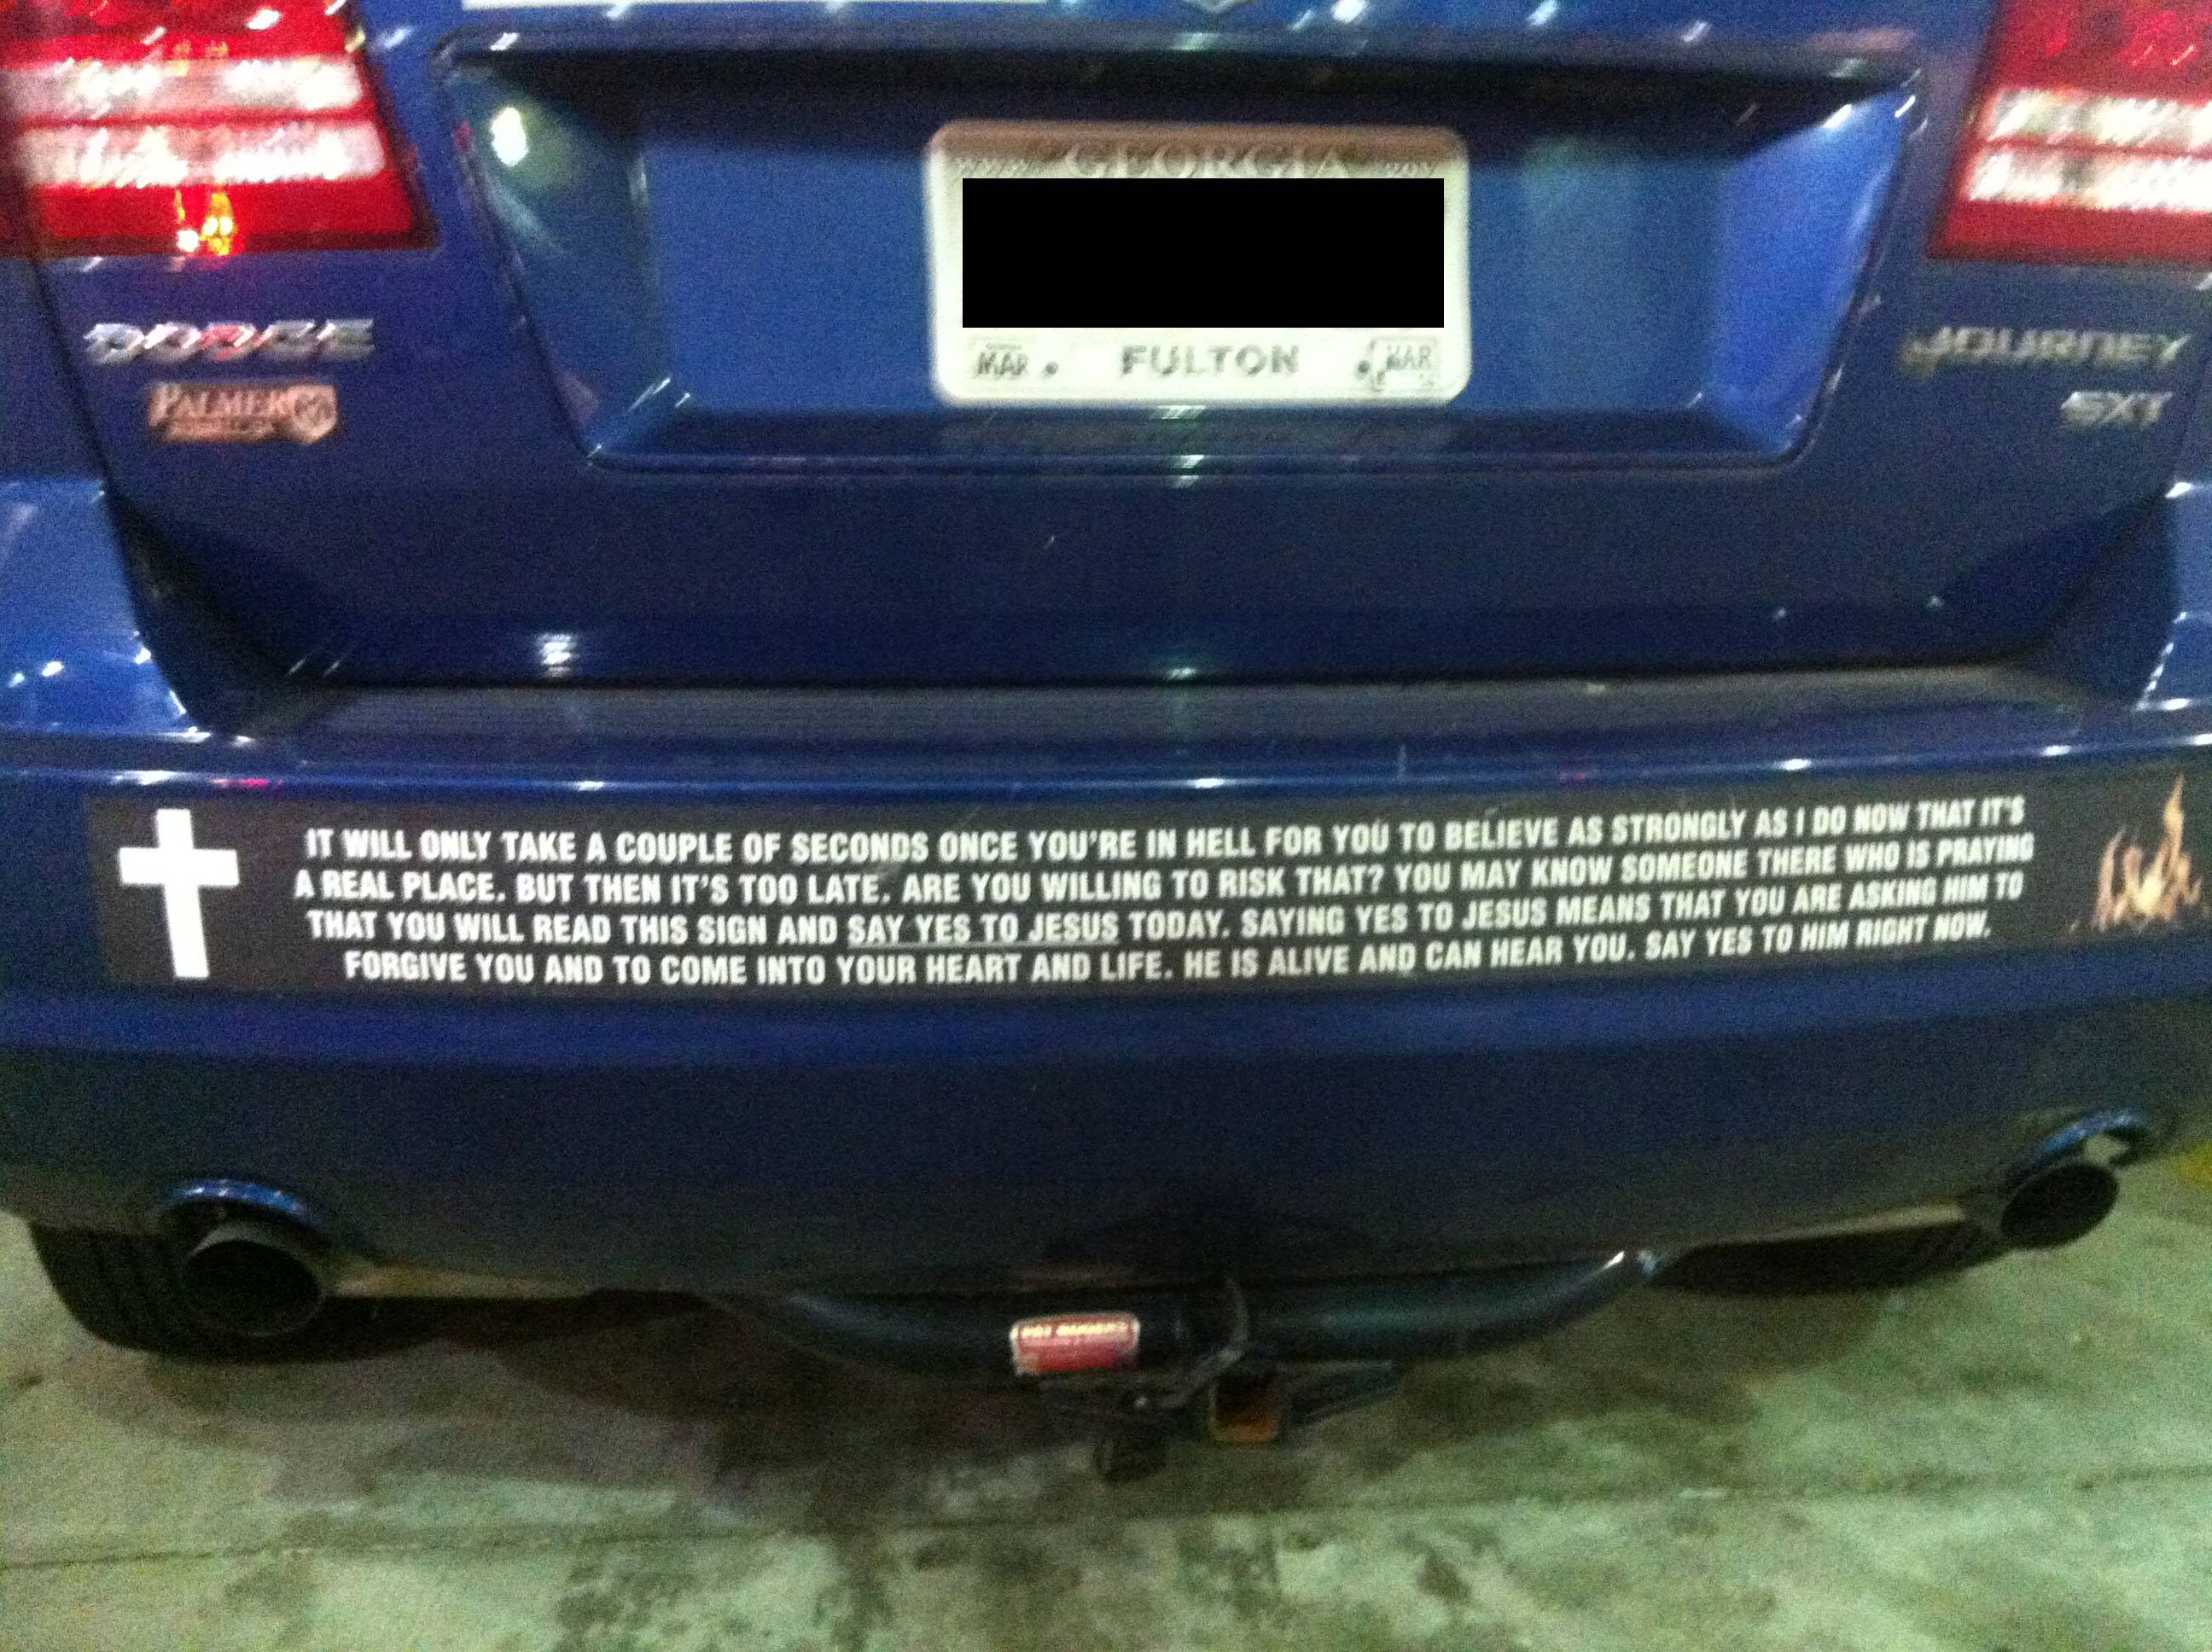 GEORGIA
MAR FULTON MAR
DODGE
JOURNEY
PALMER
SXT
IT WILL ONLY TAKE A COUPLE OF SECONDS ONCE YOU'RE IN HELL FOR YOU TO BELIEVE AS STRONGLY AS I DO NOW THAT IT'S
A REAL PLACE. BUT THEN IT'S TOO LATE. ARE YOU WILLING TO RISK THAT? YOU MAY KNOW SOMEONE THERE WHO IS PRAYING
THAT YOU WILL READ THIS SIGN AND SAY YES TO JESUS TODAY. SAYING YES TO JESUS MEANS THAT YOU ARE ASKING HIM TO
FORGIVE YOU AND TO COME INTO YOUR HEART AND LIFE. HE IS ALIVE AND CAN HEAR YOU. SAY YES TO HIM RIGHT NOW.